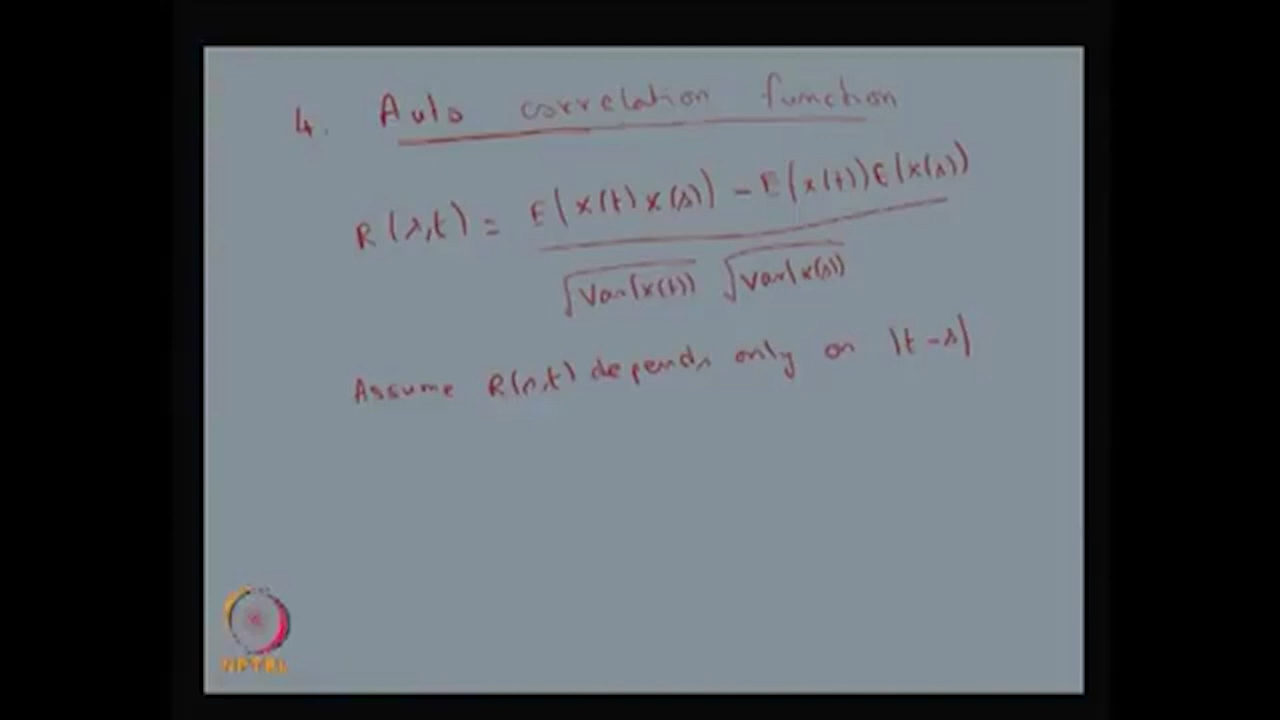 4. Auto correlation function
R(s,t) = E(x(t)x(s)) - E(x(t))E(x(s))
√Var(x(t)) √Var(x(s))
Assume R(s,t) depends only on |t-s|
NPTEL